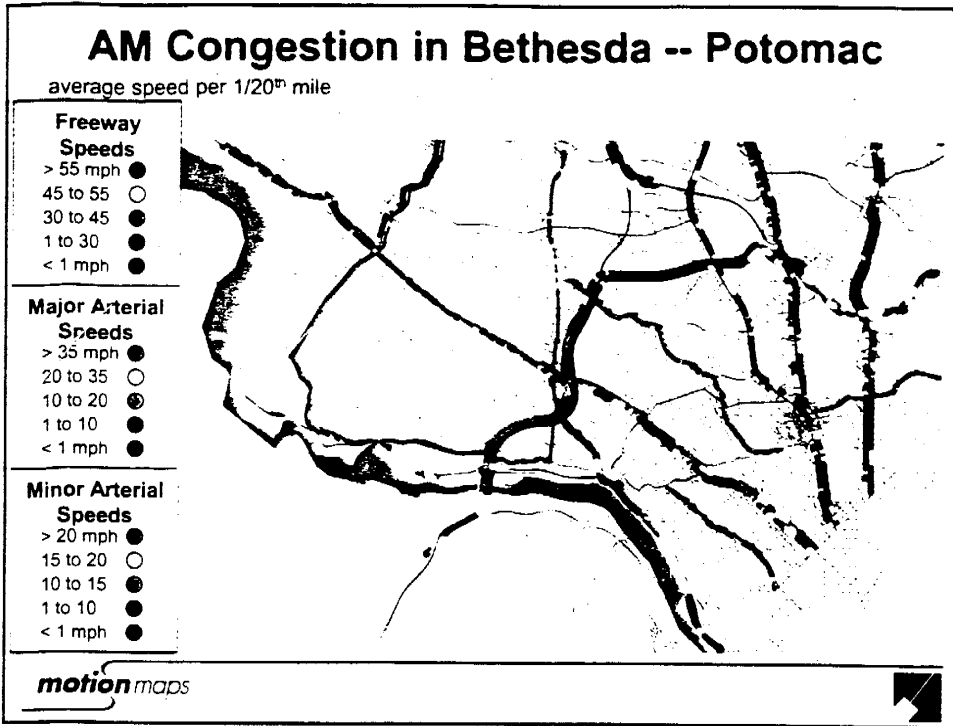 AM Congestion in Bethesda -- Potomac
average speed per 1/20th mile
Freeway
Speeds
> 55 mph
45 to 55
30 to 45
1 to 30
< 1 mph
Major Arterial
Speeds
> 35 mph
20 to 35
10 to 20
1 to 10
< 1 mph
Minor Arterial
Speeds
> 20 mph
15 to 20
10 to 15
1 to 10
< 1 mph
motionmaps